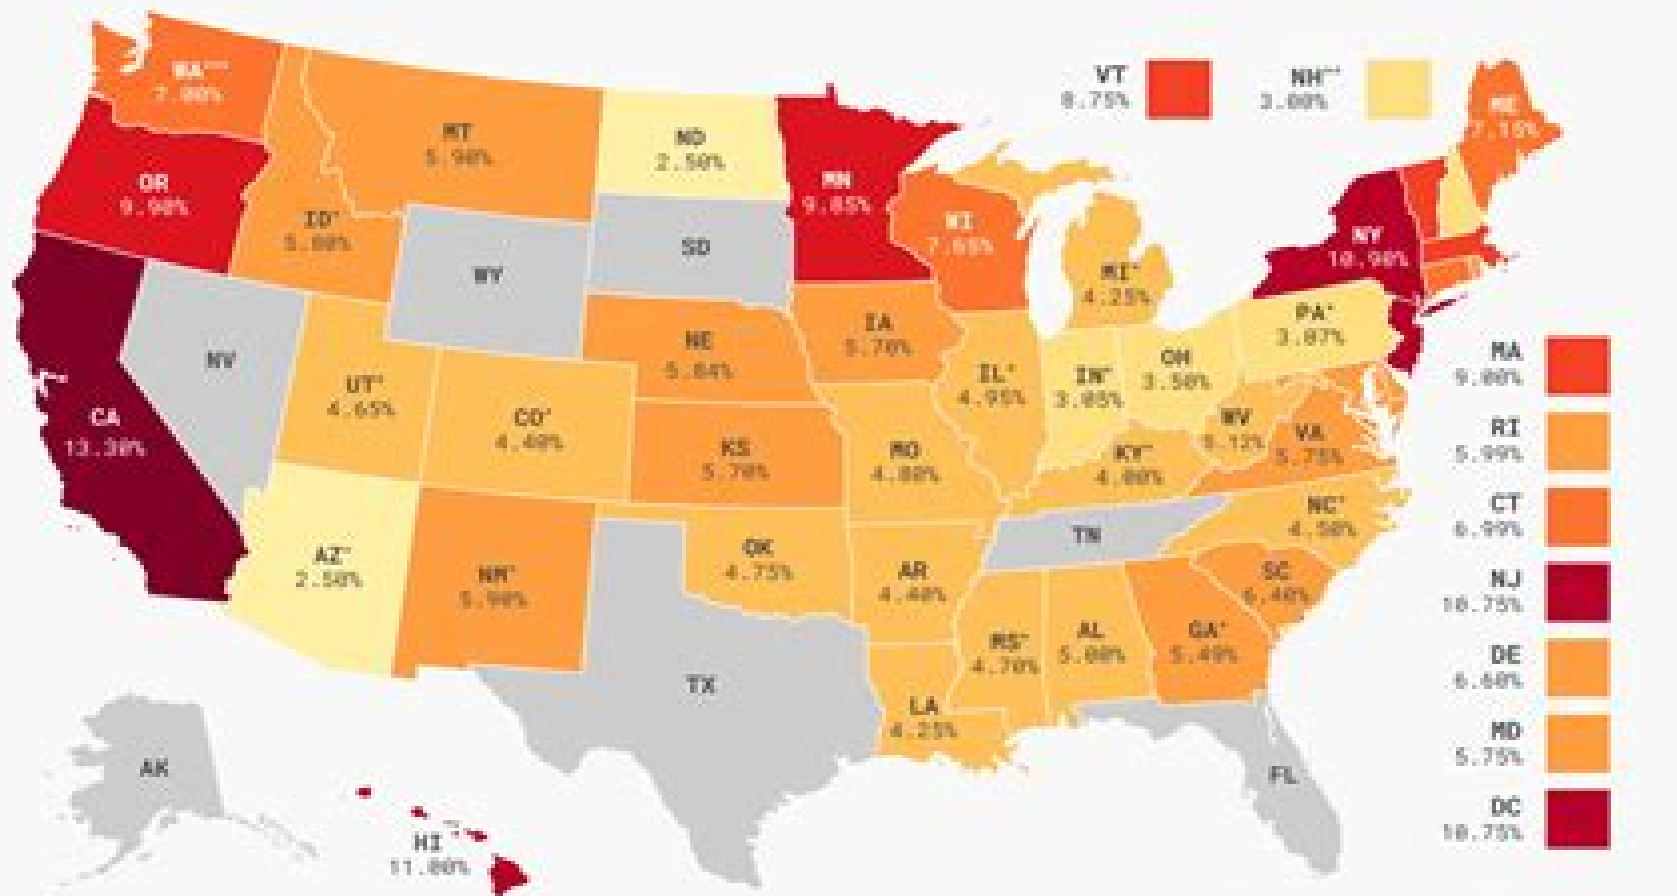 VT
8.75%
NH**
3.00%
WA***
7.00%
ME
7.15%
MT
5.90%
ND
2.50%
MN
9.85%
OR
9.90%
ID*
5.80%
WI
7.65%
NY
10.90%
SD
WY
MI*
4.25%
PA*
3.07%
NV
IA
5.70%
NE
5.84%
OH
3.50%
MA
9.00%
UT*
4.65%
CO*
4.40%
IL*
4.95%
IN*
3.05%
CA
13.30%
WV
5.12%
VA
5.75%
RI
5.99%
KS
5.70%
MO
4.80%
KY*
4.00%
NC*
4.50%
CT
6.99%
TN
AZ*
2.50%
NM*
5.90%
OK
4.75%
AR
4.40%
SC
6.40%
NJ
10.75%
MS*
4.70%
AL
5.00%
GA*
5.49%
DE
6.60%
TX
LA
4.25%
MD
5.75%
AK
FL
HI
11.00%
DC
10.75%